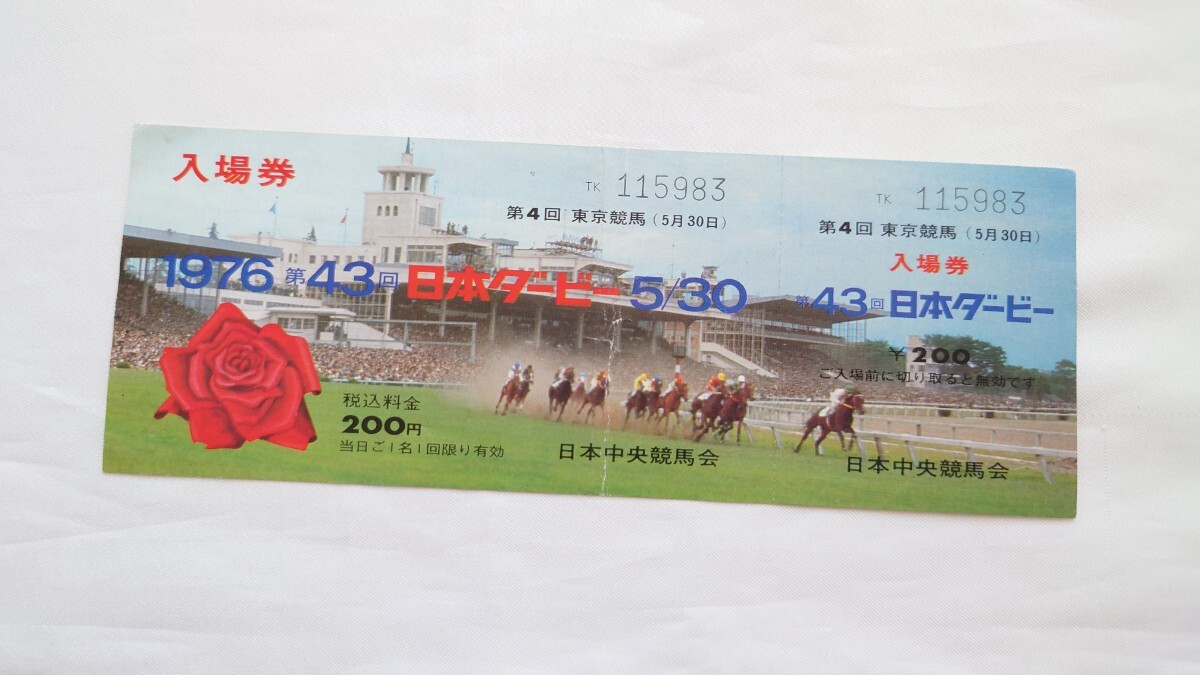 入場券
TK 115983
第4回 東京競馬（5月30日）
1976 第43回 日本ダービー 5/30
税込料金
200円
当日ご1名1回限り有効
日本中央競馬会
TK 115983
第4回 東京競馬（5月30日）
入場券
第43回 日本ダービー
¥200
ご入場前に切り取ると無効です
日本中央競馬会